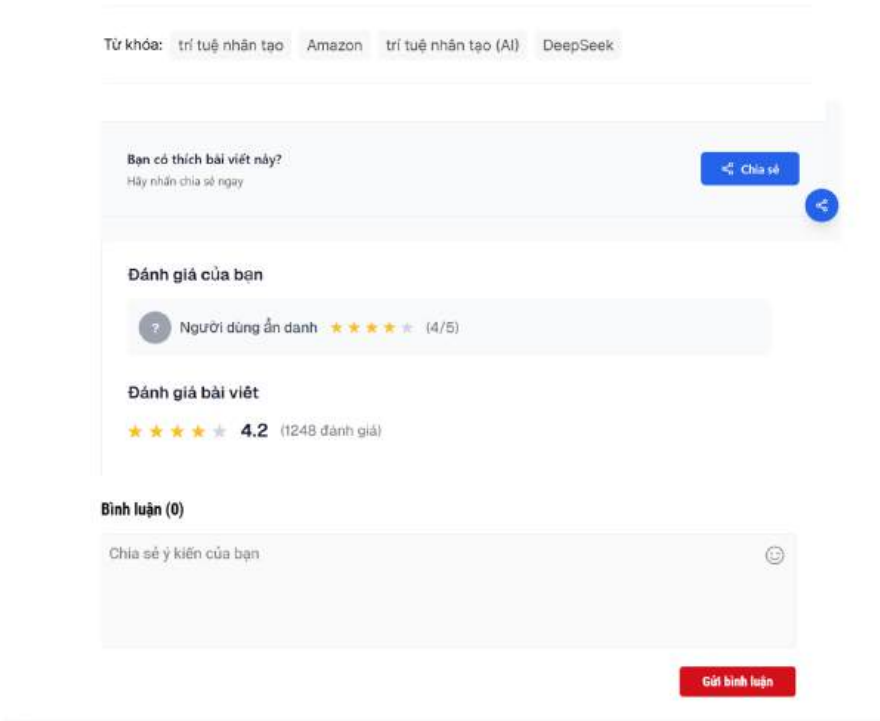 Từ khóa: trí tuệ nhân tạo Amazon trí tuệ nhân tạo (AI) DeepSeek
Bạn có thích bài viết này?
Hãy nhấn chia sẻ ngay
Chia sẻ
Đánh giá của bạn
? Người dùng ẩn danh ★ ★ ★ ★ ★ (4/5)
Đánh giá bài viết
★ ★ ★ ★ ★ 4.2 (1248 đánh giá)
Bình luận (0)
Chia sẻ ý kiến của bạn
Gửi bình luận